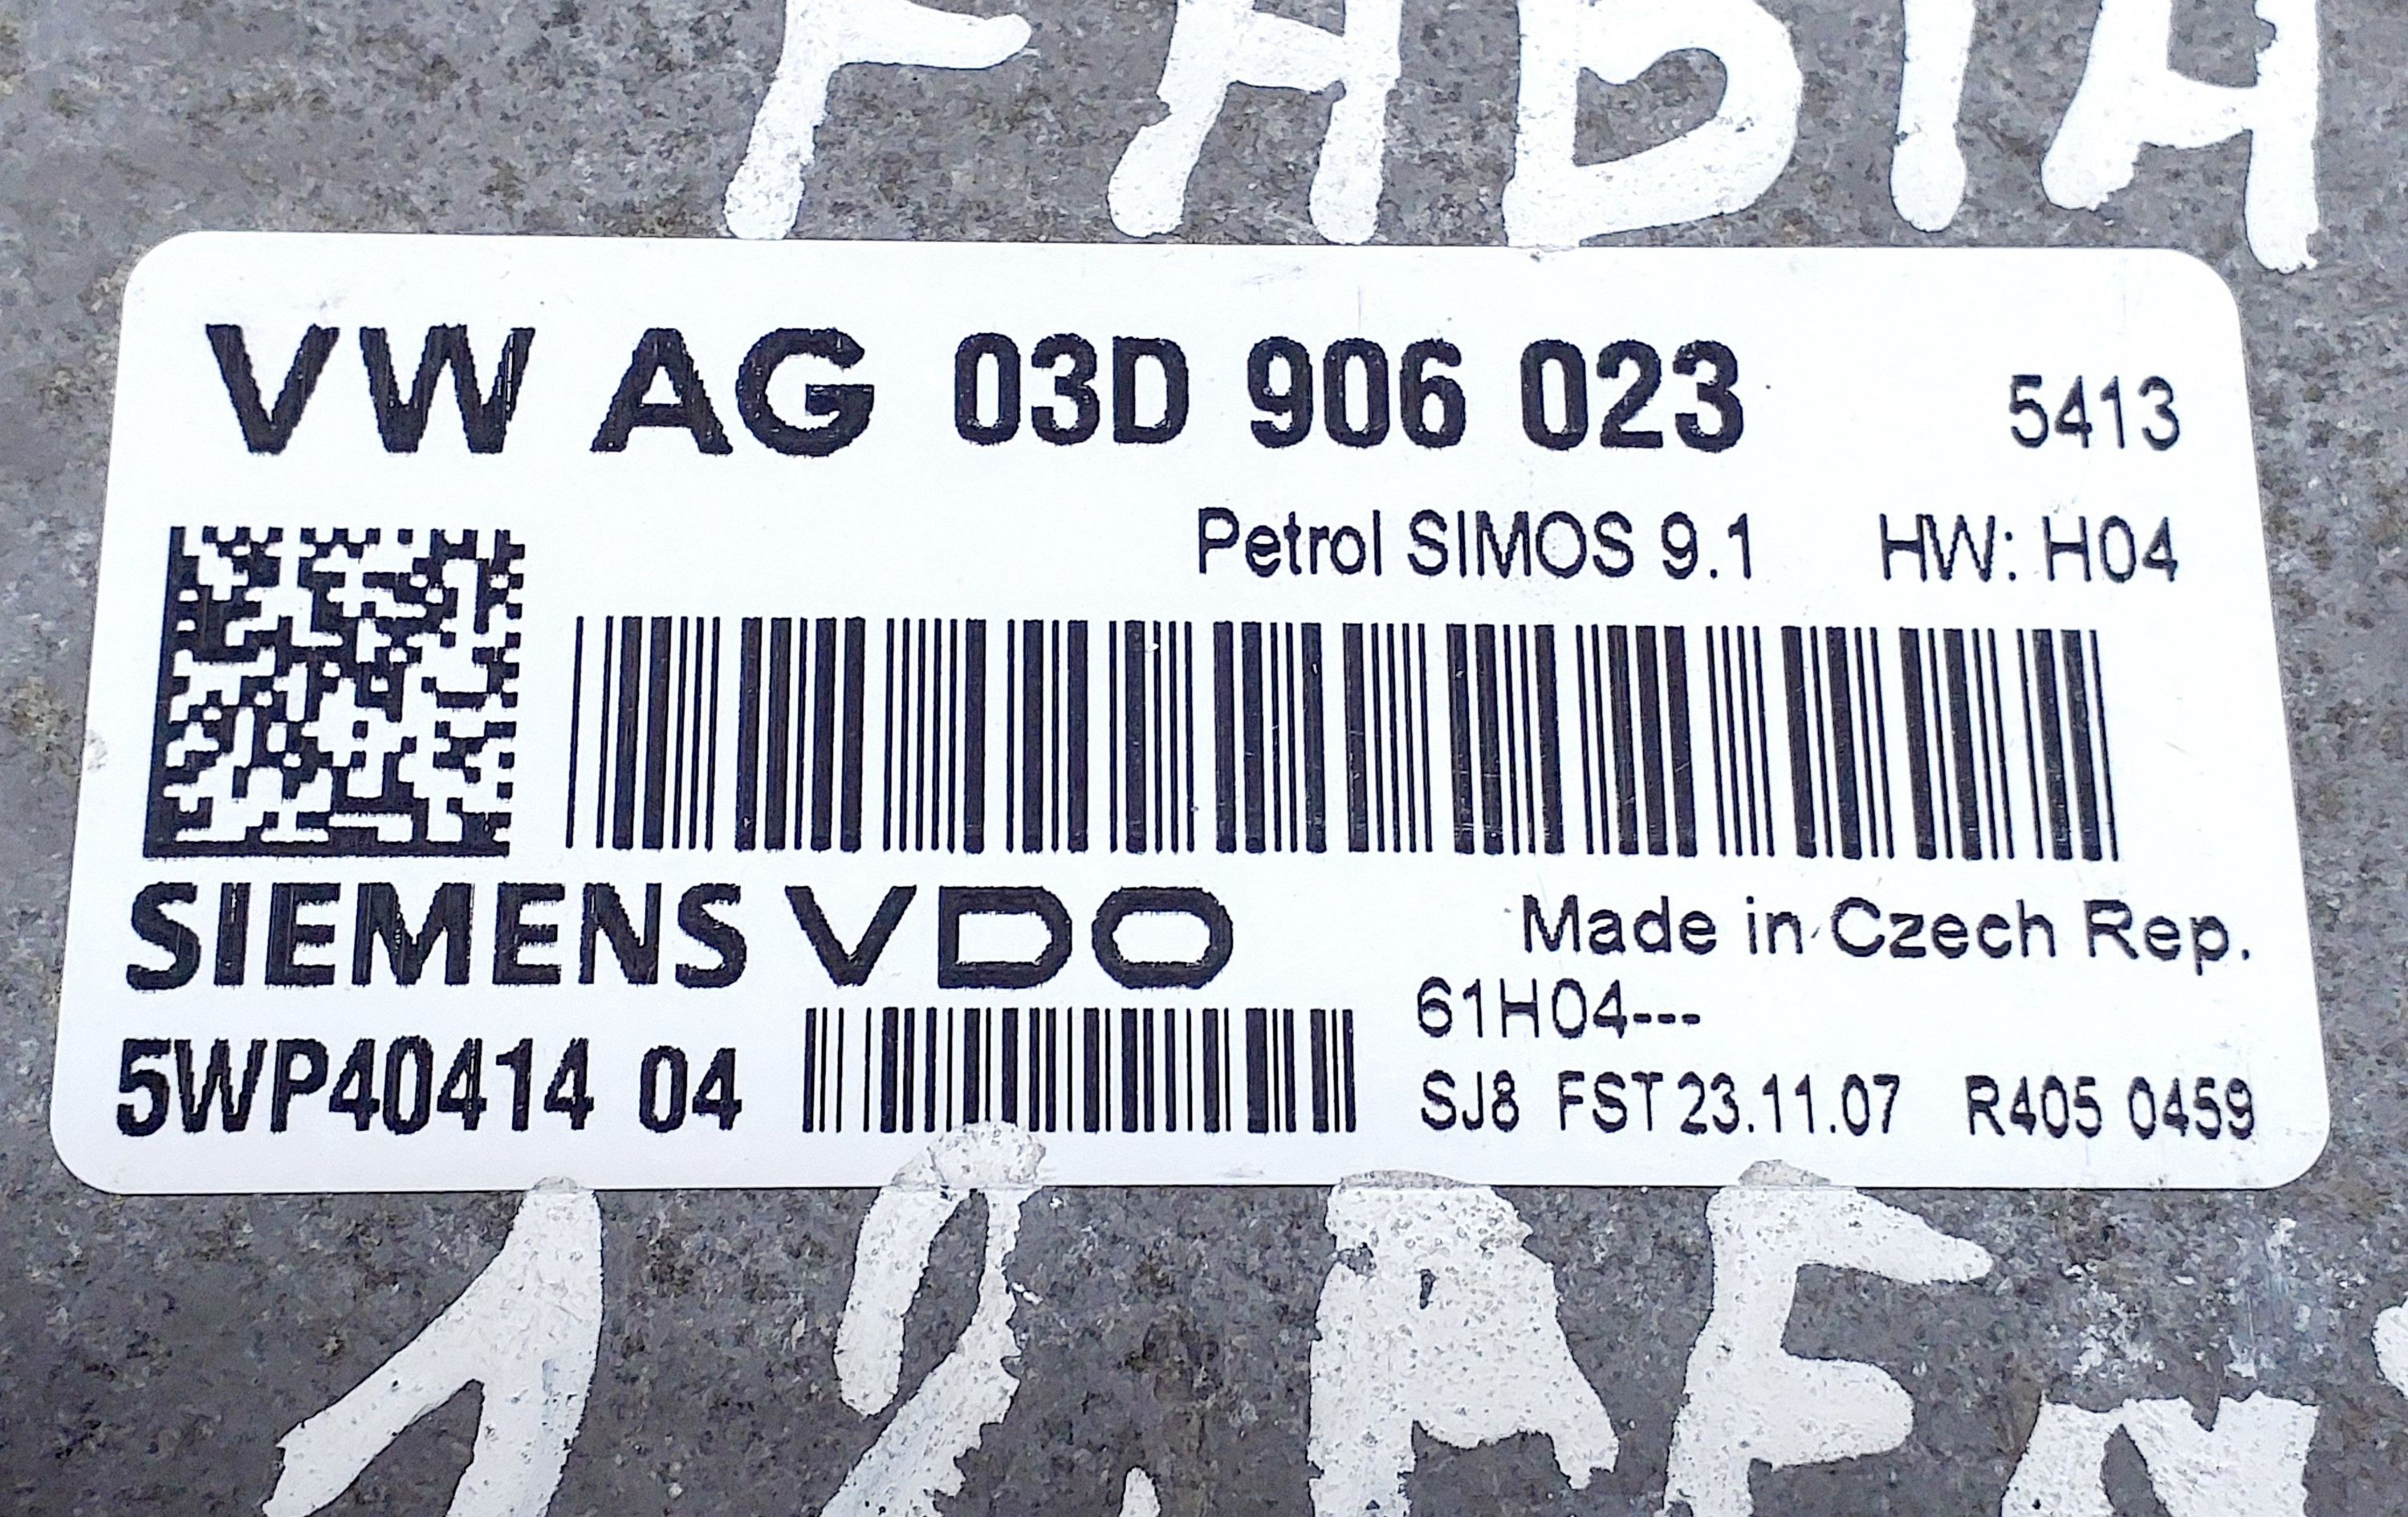 FABIA
VW AG 03D 906 023 5413
Petrol SIMOS 9.1 HW: H04
SIEMENS VDO Made in Czech Rep.
61H04---
5WP40414 04 SJ8 FST 23.11.07 R405 0459